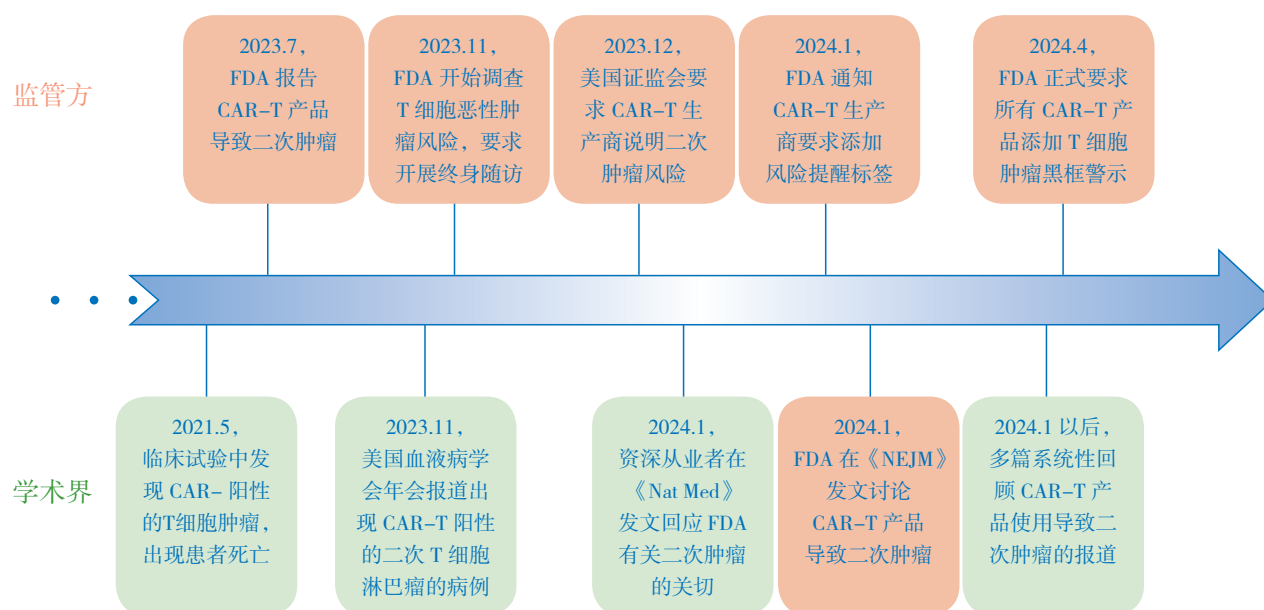 监管方
2023.7,
FDA 报告
CAR-T 产品
导致二次肿瘤
2023.11,
FDA 开始调查
T 细胞恶性肿
瘤风险，要求
开展终身随访
2023.12,
美国证监会要
求 CAR-T 生
产商说明二次
肿瘤风险
2024.1,
FDA 通知
CAR-T 生产
商要求添加
风险提醒标签
2024.4,
FDA 正式要求
所有 CAR-T 产
品添加 T 细胞
肿瘤黑框警示
学术界
2021.5,
临床试验中发
现 CAR- 阳性
的T细胞肿瘤，
出现患者死亡
2023.11,
美国血液病学
会年会报道出
现 CAR-T 阳性
的二次 T 细胞
淋巴瘤的病例
2024.1,
资深从业者在
《Nat Med》
发文回应 FDA
有关二次肿瘤
的关切
2024.1,
FDA 在《NEJM》
发文讨论
CAR-T 产品
导致二次肿瘤
2024.1 以后，
多篇系统性回
顾 CAR-T 产
品使用导致二
次肿瘤的报道